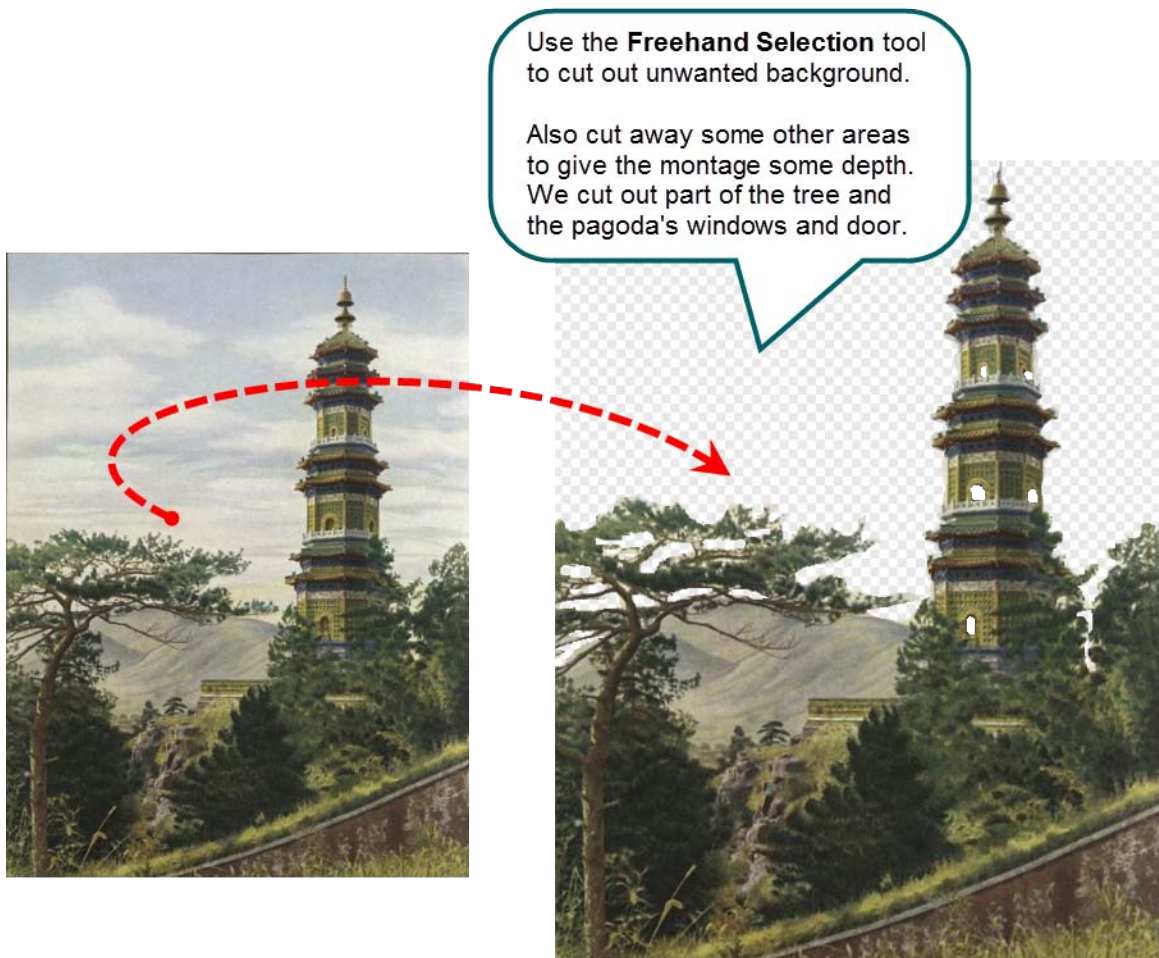 Use the Freehand Selection tool
to cut out unwanted background.
Also cut away some other areas
to give the montage some depth.
We cut out part of the tree and
the pagoda's windows and door.